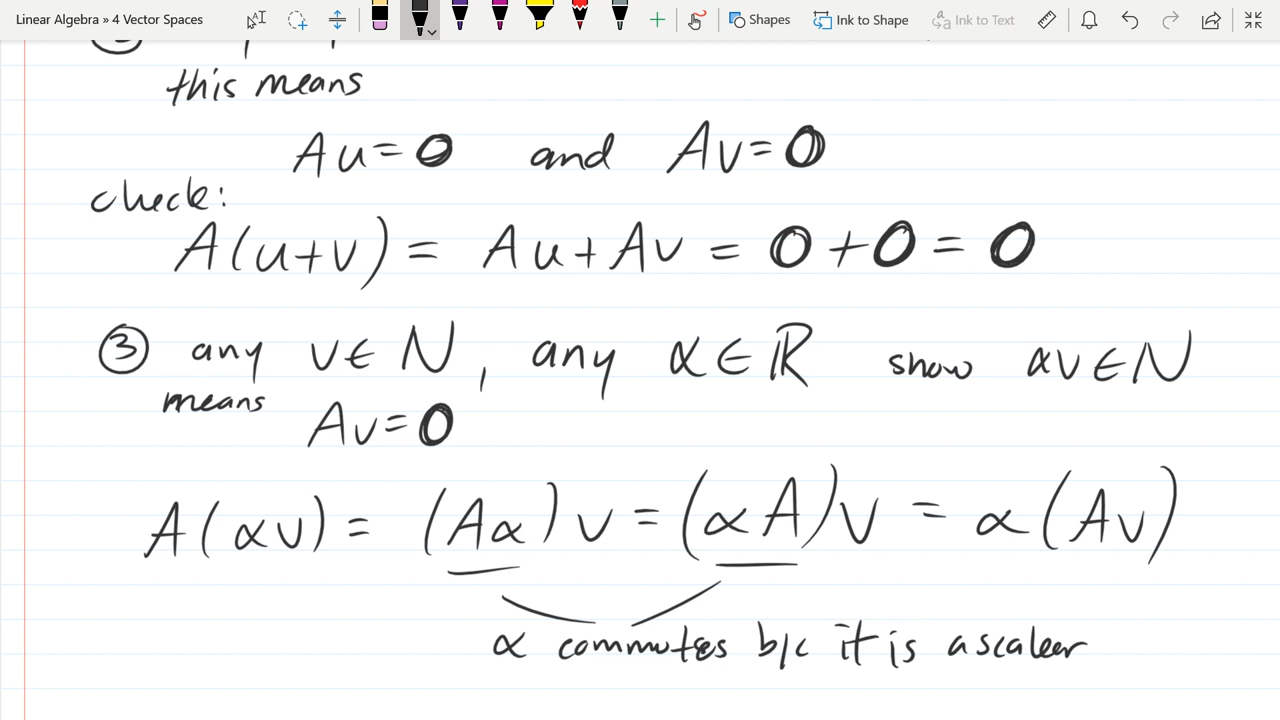 Linear Algebra » 4 Vector Spaces
Shapes Ink to Shape Ink to Text
this means
Au=0 and Av=0
check:
A(u+v) = Au+Av = 0+0 = 0
③ any v∈N, any α∈ℝ show αv∈N
means
Av=0
A(αv) = (Aα)v = (αA)v = α(Av)
α commutes b/c it is a scaler